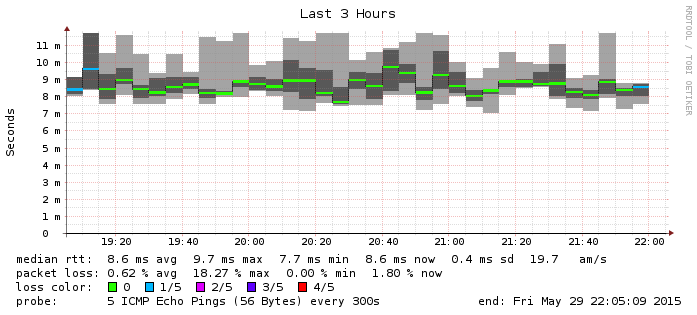 Last 3 Hours
RRDTOOL / TOBI OETIKER
Seconds
11 m
10 m
9 m
8 m
7 m
6 m
5 m
4 m
3 m
2 m
1 m
0
19:20 19:40 20:00 20:20 20:40 21:00 21:20 21:40 22:00
median rtt: 8.6 ms avg 9.7 ms max 7.7 ms min 8.6 ms now 0.4 ms sd 19.7 am/s
packet loss: 0.62 % avg 18.27 % max 0.00 % min 1.80 % now
loss color: 0 1/5 2/5 3/5 4/5
probe: 5 ICMP Echo Pings (56 Bytes) every 300s end: Fri May 29 22:05:09 2015